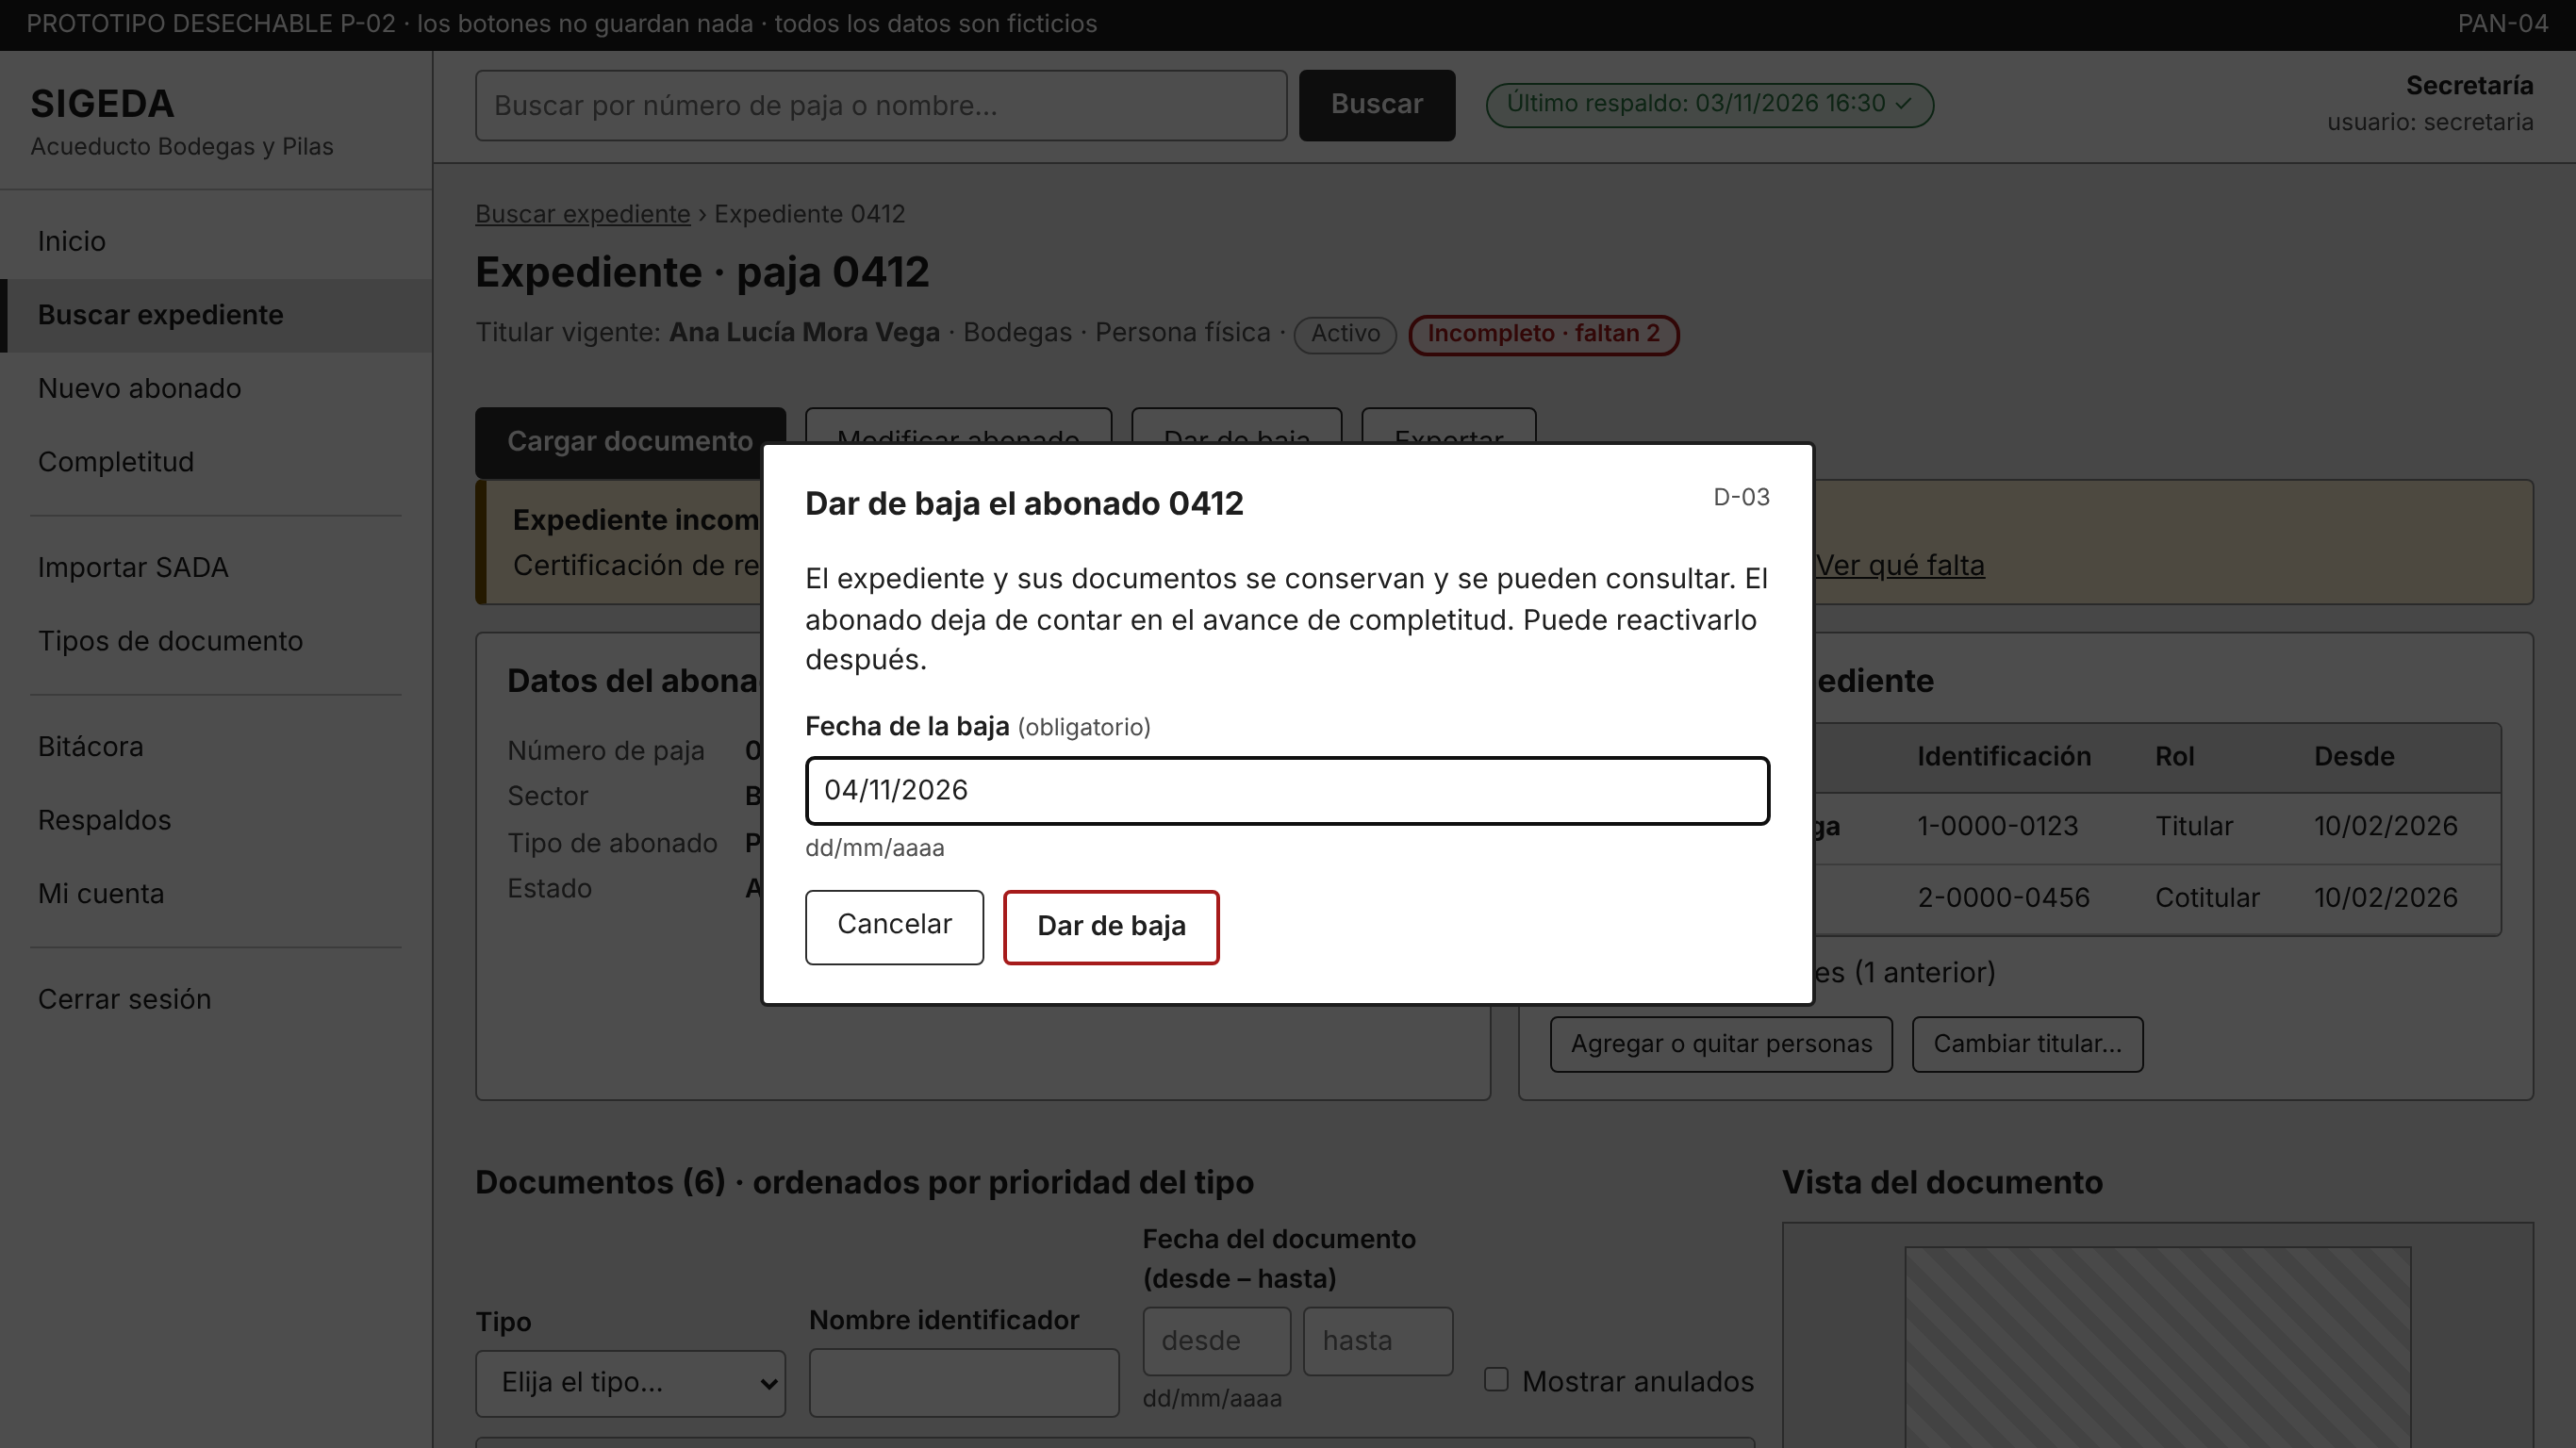 PROTOTIPO DESECHABLE P-02 · los botones no guardan nada · todos los datos son ficticios
PAN-04
SIGEDA
Acueducto Bodegas y Pilas
Buscar por número de paja o nombre...
Buscar
Último respaldo: 03/11/2026 16:30 ✓
Secretaría
usuario: secretaria
Inicio
Buscar expediente
Nuevo abonado
Completitud
Importar SADA
Tipos de documento
Bitácora
Respaldos
Mi cuenta
Cerrar sesión
Buscar expediente › Expediente 0412
Expediente · paja 0412
Titular vigente: Ana Lucía Mora Vega · Bodegas · Persona física · Activo Incompleto · faltan 2
Cargar documento
Modificar abonado
Dar de baja
Exportar
Expediente incom
Certificación de re
Ver qué falta
Dar de baja el abonado 0412
D-03
El expediente y sus documentos se conservan y se pueden consultar. El
abonado deja de contar en el avance de completitud. Puede reactivarlo
después.
Fecha de la baja (obligatorio)
04/11/2026
dd/mm/aaaa
Cancelar
Dar de baja
Datos del abona
Número de paja 0
Sector B
Tipo de abonado P
Estado A
ediente
Identificación Rol Desde
ga 1-0000-0123 Titular 10/02/2026
2-0000-0456 Cotitular 10/02/2026
es (1 anterior)
Agregar o quitar personas
Cambiar titular...
Documentos (6) · ordenados por prioridad del tipo
Tipo
Elija el tipo...
Nombre identificador
Fecha del documento
(desde – hasta)
desde
hasta
dd/mm/aaaa
Mostrar anulados
Vista del documento